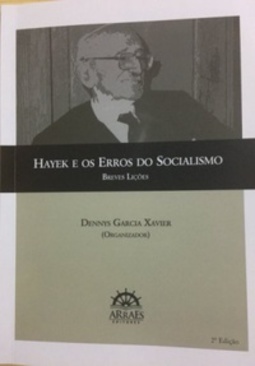 HAYEK E OS ERROS DO SOCIALISMO
BREVES LIÇÕES
DENNYS GARCIA XAVIER
(ORGANIZADOR)
ARRAES
EDITORES
2ª Edição